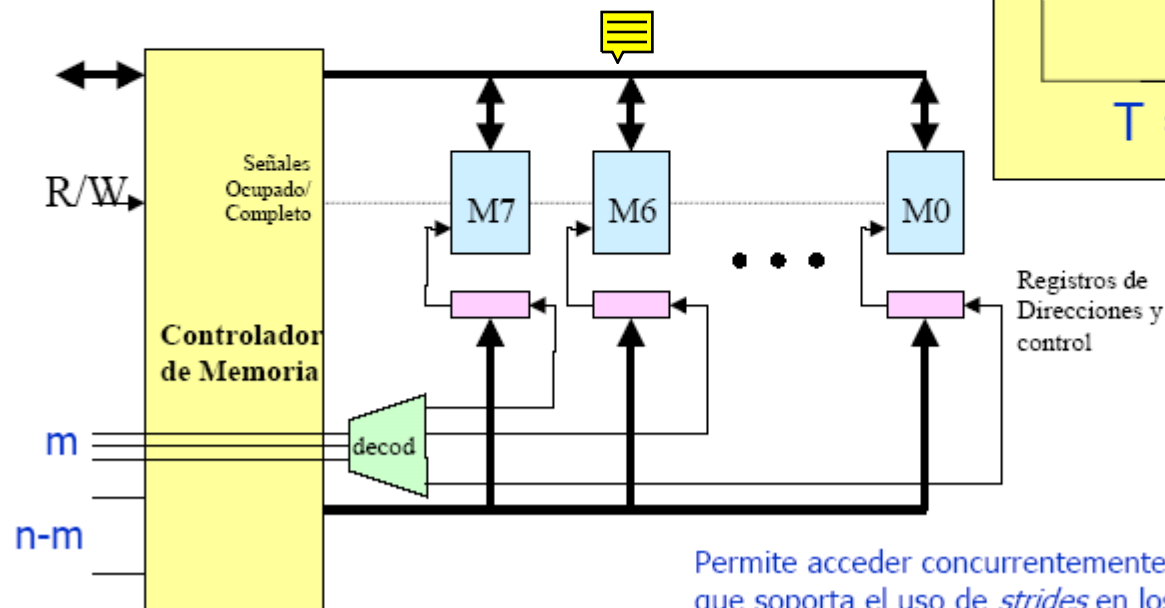 T
R/W
Señales
Ocupado/
Completo
M7
M6
M0
Registros de
Direcciones y
control
Controlador
de Memoria
m
decod
n-m
Permite acceder concurrentemente
que soporta el uso de strides en los